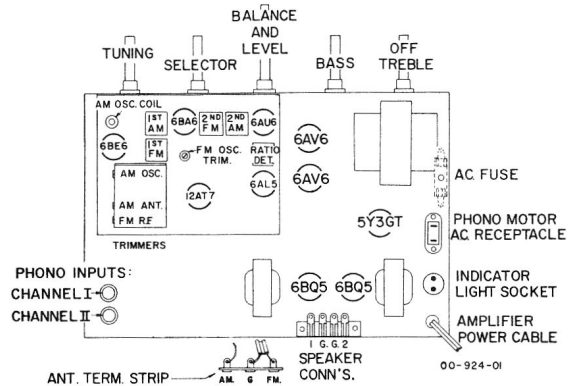 BALANCE
AND
LEVEL
TUNING
SELECTOR
BASS
OFF
TREBLE
AM OSC. COIL
1ST
AM
6BA6
2ND
FM
2ND
AM
6AU6
6BE6
1ST
FM
FM OSC.
TRIM.
RATIO
DET.
6AV6
6AV6
AM OSC.
AM ANT.
FM R.F.
12AT7
6AL5
TRIMMERS
A.C. FUSE
5Y3GT
PHONO MOTOR
A.C. RECEPTACLE
PHONO INPUTS:
CHANNEL I
CHANNEL II
6BQ5
6BQ5
INDICATOR
LIGHT SOCKET
AMPLIFIER
POWER CABLE
1 G. G. 2
SPEAKER
CONN'S.
00-924-01
ANT. TERM. STRIP
AM. G FM.